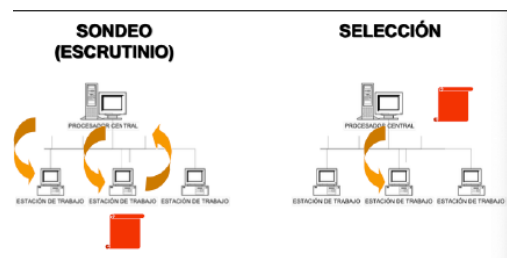 SONDEO
(ESCRUTINIO)
PROCESADOR CENTRAL
ESTACIÓN DE TRABAJO ESTACIÓN DE TRABAJO ESTACIÓN DE TRABAJO
SELECCIÓN
PROCESADOR CENTRAL
ESTACIÓN DE TRABAJO ESTACIÓN DE TRABAJO ESTACIÓN DE TRABAJO